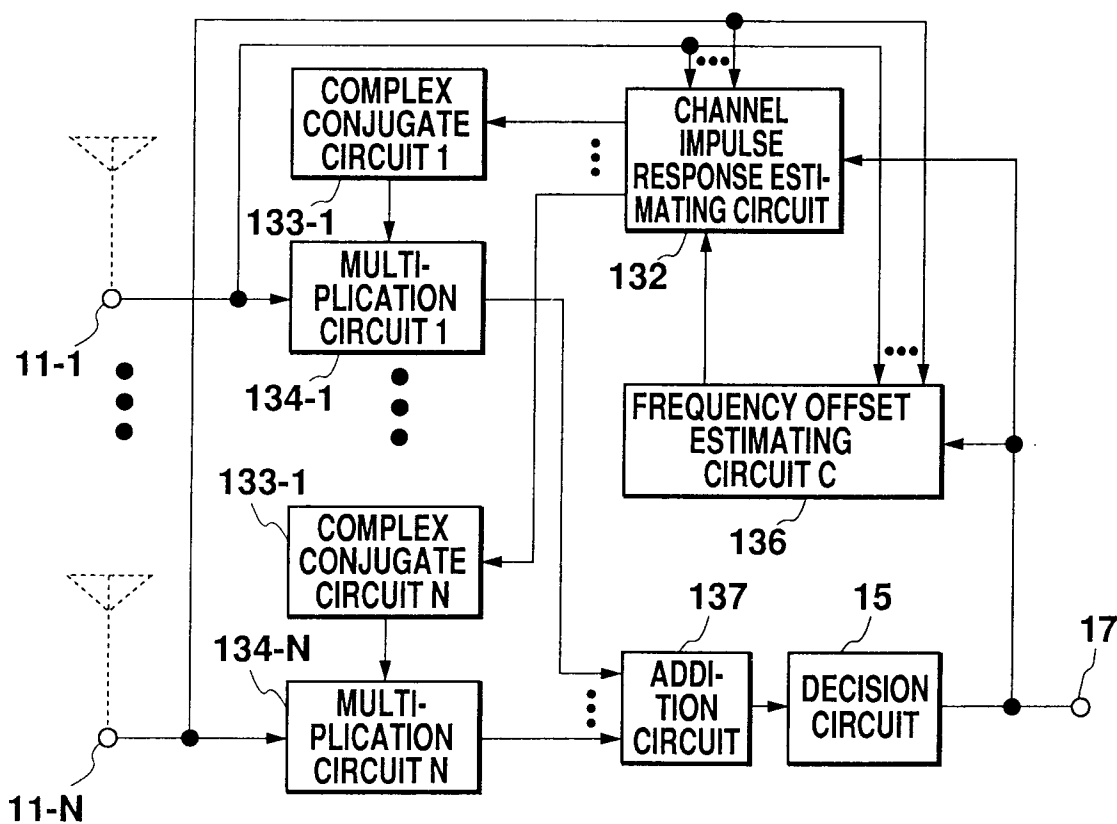 COMPLEX
CONJUGATE
CIRCUIT 1
133-1
CHANNEL
IMPULSE
RESPONSE ESTI-
MATING CIRCUIT
132
MULTI-
PLICATION
CIRCUIT 1
134-1
11-1
FREQUENCY OFFSET
ESTIMATING
CIRCUIT C
136
133-1
COMPLEX
CONJUGATE
CIRCUIT N
134-N
MULTI-
PLICATION
CIRCUIT N
11-N
137
ADDI-
TION
CIRCUIT
15
DECISION
CIRCUIT
17